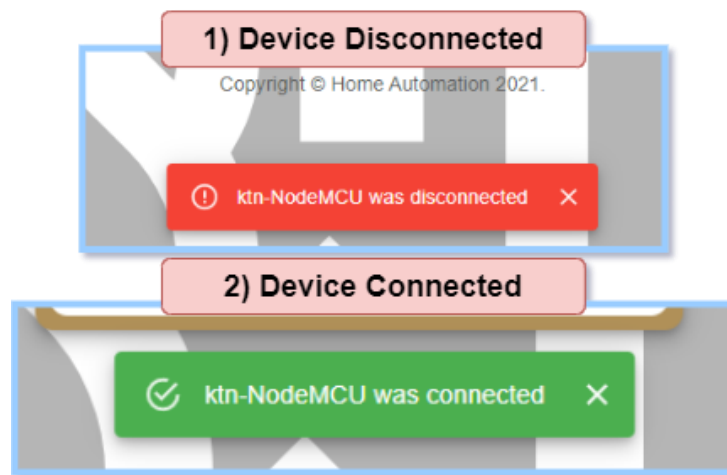 1) Device Disconnected
Copyright © Home Automation 2021.
ktn-NodeMCU was disconnected
2) Device Connected
ktn-NodeMCU was connected